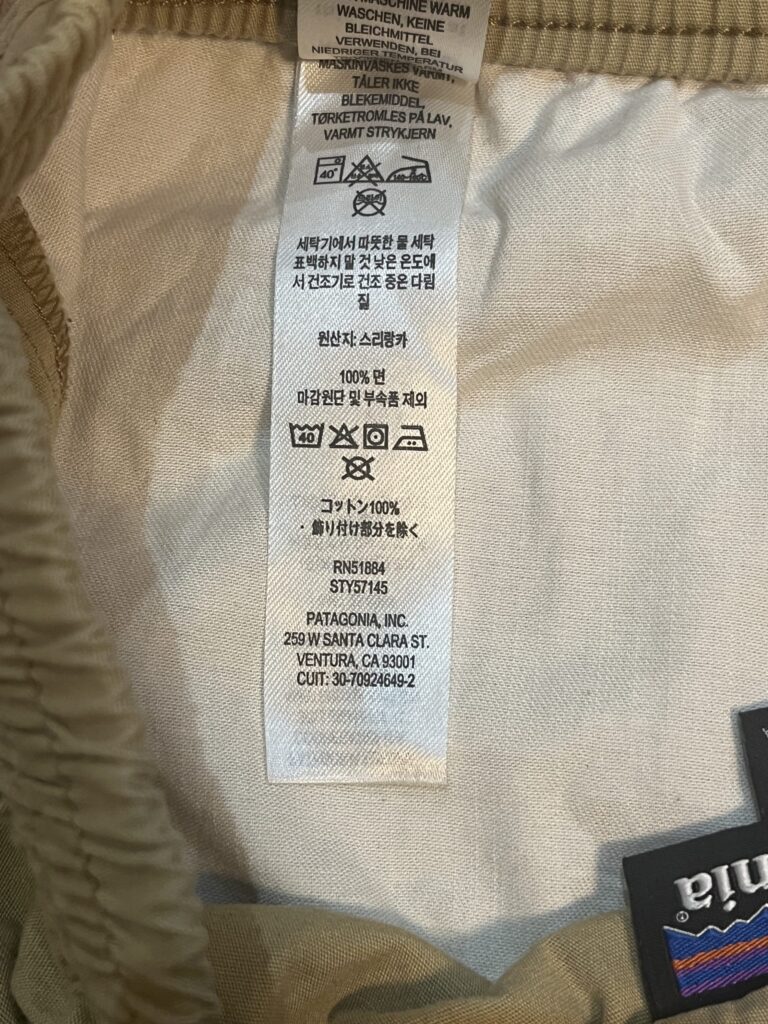 MASCHINE WARM
WASCHEN, KEINE
BLEICHMITTEL
VERWENDEN, BEI
NIEDRIGER TEMPERATUR
MASKINVASKES VARMT,
TÅLER IKKE
BLEKEMIDDEL,
TØRKETROMLES PÅ LAV,
VARMT STRYKJERN
40°
세탁기에서 따뜻한 물 세탁
표백하지 말 것 낮은 온도에
서 건조기로 건조 중온 다림
질
원산지: 스리랑카
100% 면
마감원단 및 부속품 제외
40
コットン100%
・飾り付け部分を除く
RN51884
STY57145
PATAGONIA, INC.
259 W SANTA CLARA ST.
VENTURA, CA 93001
CUIT: 30-70924649-2
nia®